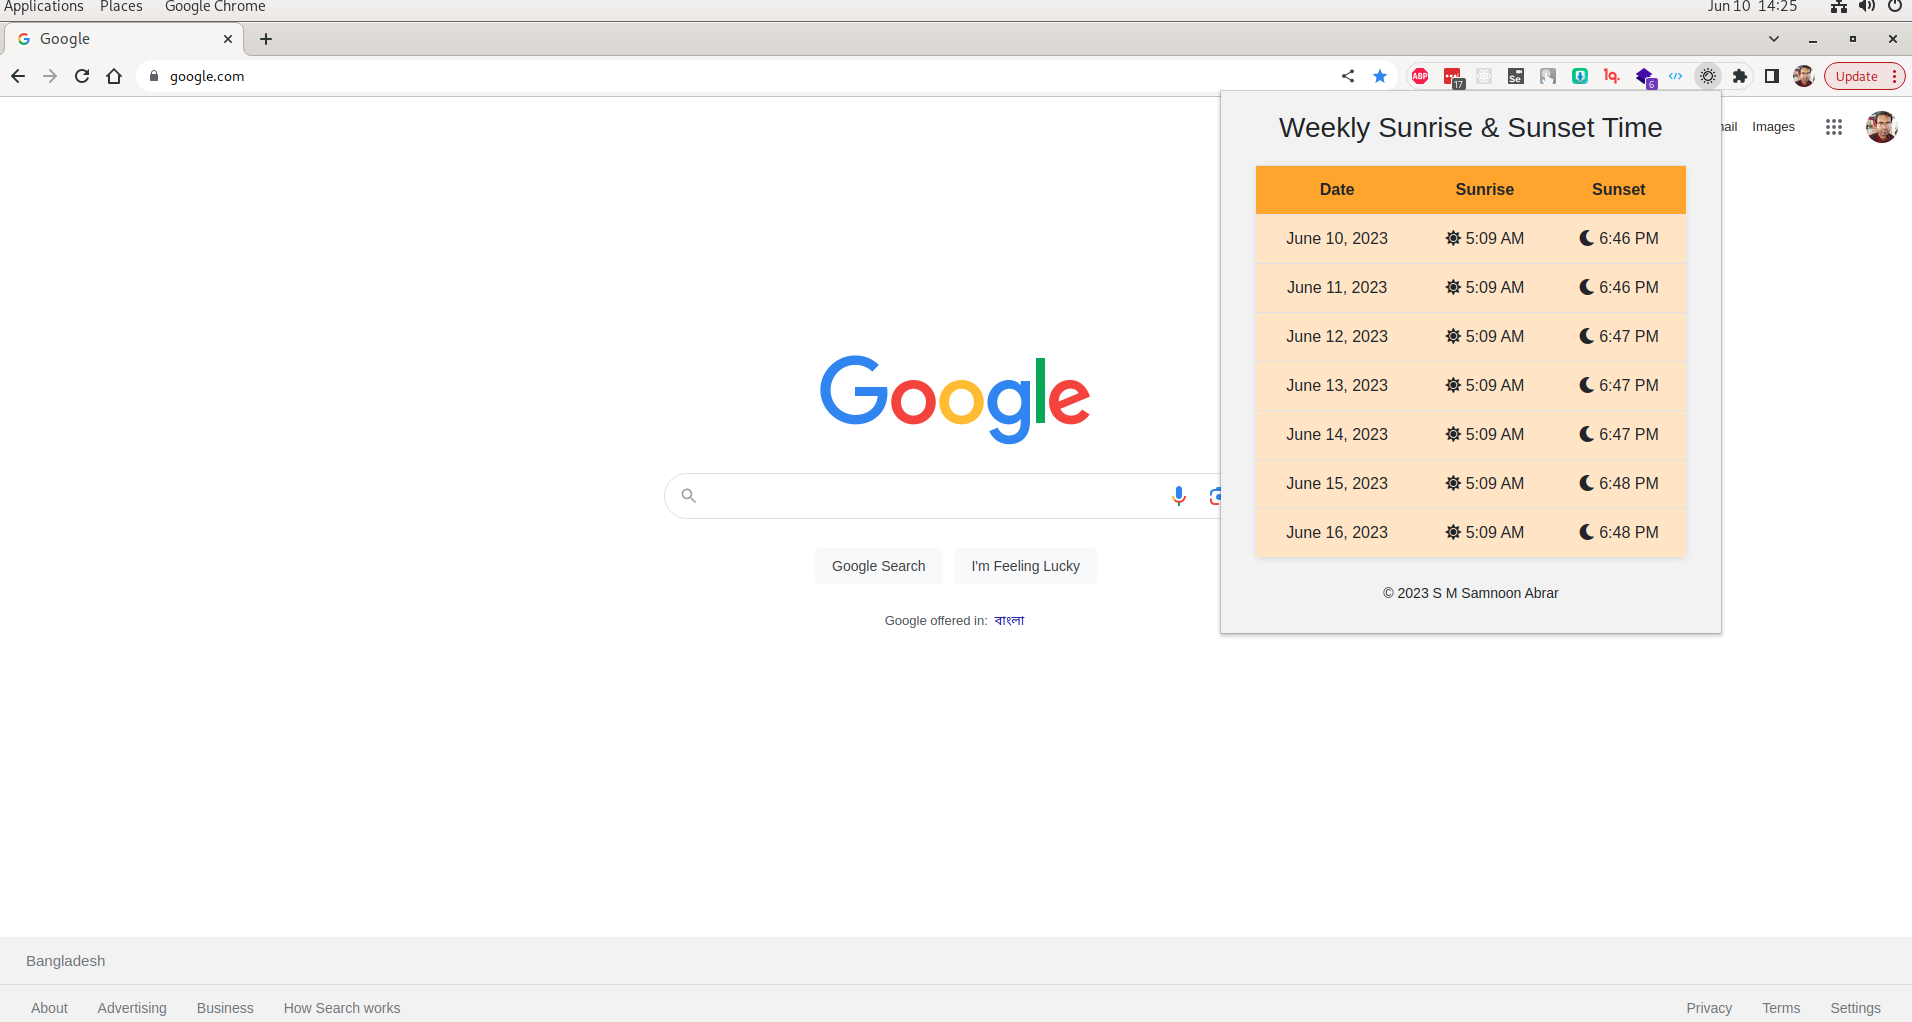 Applications Places Google Chrome Jun 10 14:25
Google
google.com
ABP 17 Se 1q. 6 </> Update
Images
Weekly Sunrise & Sunset Time
Date Sunrise Sunset
June 10, 2023 5:09 AM 6:46 PM
June 11, 2023 5:09 AM 6:46 PM
June 12, 2023 5:09 AM 6:47 PM
June 13, 2023 5:09 AM 6:47 PM
June 14, 2023 5:09 AM 6:47 PM
June 15, 2023 5:09 AM 6:48 PM
June 16, 2023 5:09 AM 6:48 PM
© 2023 S M Samnoon Abrar
Google
Google Search I'm Feeling Lucky
Google offered in: বাংলা
Bangladesh
About Advertising Business How Search works Privacy Terms Settings